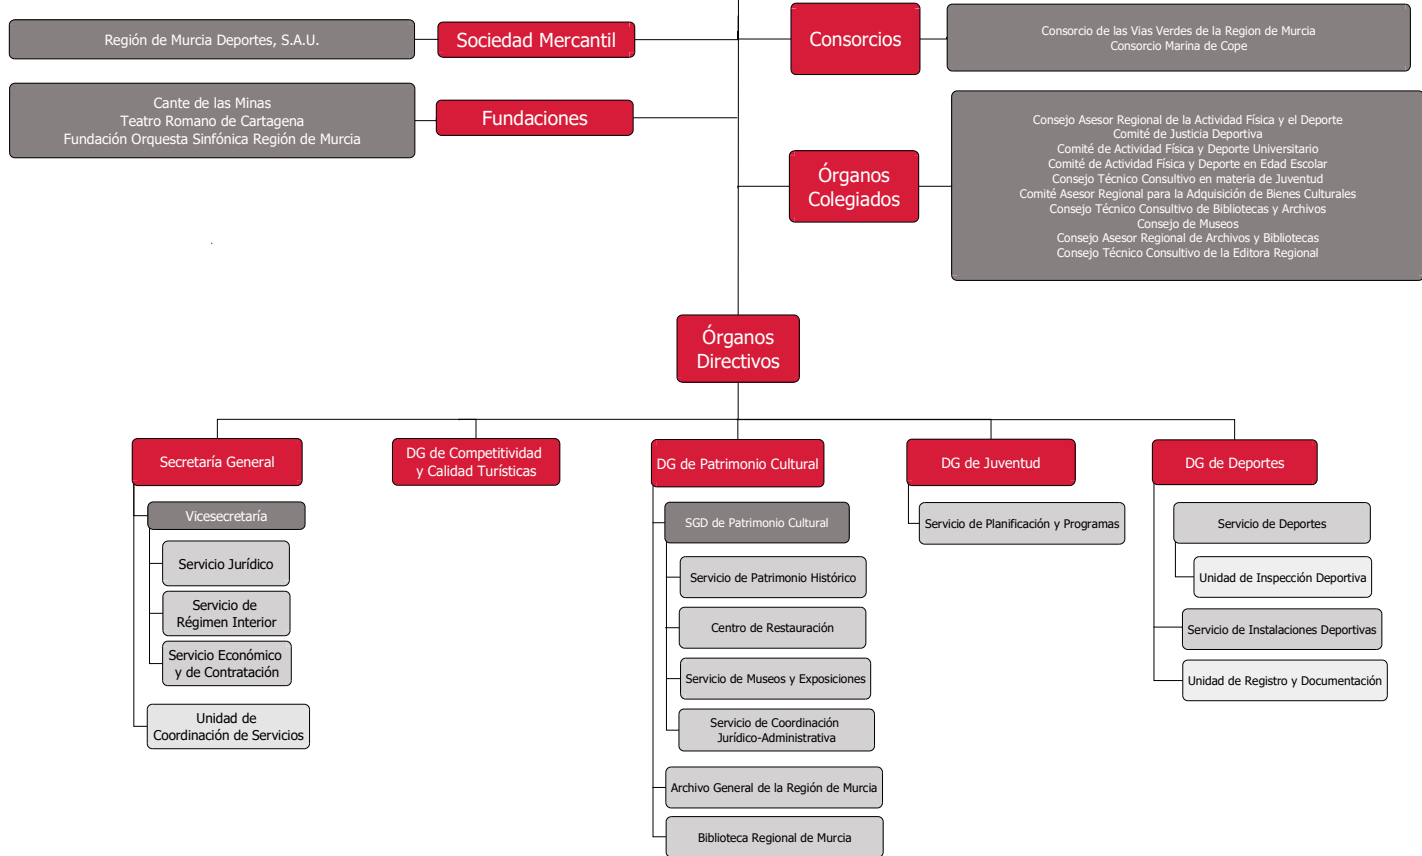 Región de Murcia Deportes, S.A.U.
Sociedad Mercantil
Consorcios
Consorcio de las Vias Verdes de la Region de Murcia
Consorcio Marina de Cope
Cante de las Minas
Teatro Romano de Cartagena
Fundación Orquesta Sinfónica Región de Murcia
Fundaciones
Órganos
Colegiados
Consejo Asesor Regional de la Actividad Física y el Deporte
Comité de Justicia Deportiva
Comité de Actividad Física y Deporte Universitario
Comité de Actividad Física y Deporte en Edad Escolar
Consejo Técnico Consultivo en materia de Juventud
Comité Asesor Regional para la Adquisición de Bienes Culturales
Consejo Técnico Consultivo de Bibliotecas y Archivos
Consejo de Museos
Consejo Asesor Regional de Archivos y Bibliotecas
Consejo Técnico Consultivo de la Editora Regional
Órganos
Directivos
Secretaría General
Vicesecretaría
Servicio Jurídico
Servicio de
Régimen Interior
Servicio Económico
y de Contratación
Unidad de
Coordinación de Servicios
DG de Competitividad
y Calidad Turísticas
DG de Patrimonio Cultural
SGD de Patrimonio Cultural
Servicio de Patrimonio Histórico
Centro de Restauración
Servicio de Museos y Exposiciones
Servicio de Coordinación
Jurídico-Administrativa
Archivo General de la Región de Murcia
Biblioteca Regional de Murcia
DG de Juventud
Servicio de Planificación y Programas
DG de Deportes
Servicio de Deportes
Unidad de Inspección Deportiva
Servicio de Instalaciones Deportivas
Unidad de Registro y Documentación